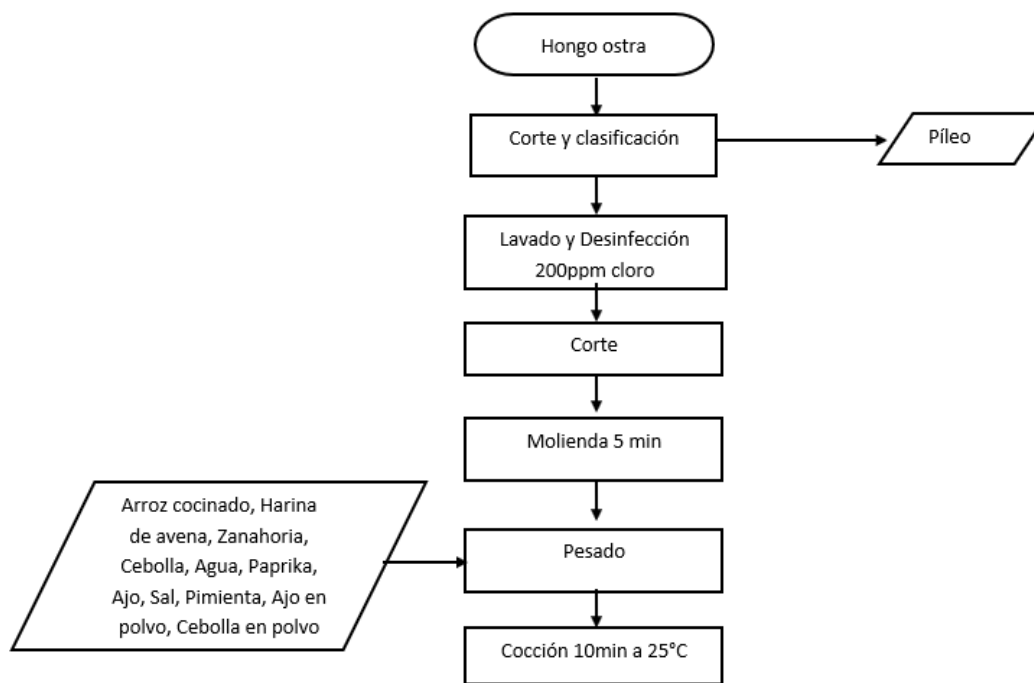 Hongo ostra
Corte y clasificación
Píleo
Lavado y Desinfección
200ppm cloro
Corte
Molienda 5 min
Arroz cocinado, Harina
de avena, Zanahoria,
Cebolla, Agua, Paprika,
Ajo, Sal, Pimienta, Ajo en
polvo, Cebolla en polvo
Pesado
Cocción 10min a 25°C